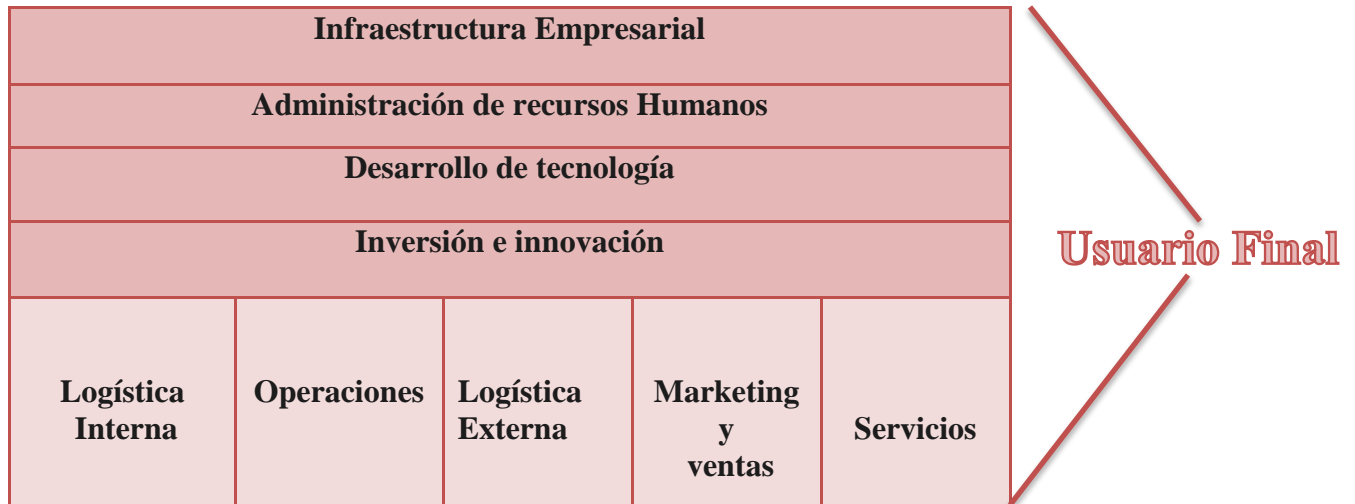 Infraestructura Empresarial
Administración de recursos Humanos
Desarrollo de tecnología
Inversión e innovación
Usuario Final
Logística
Interna
Operaciones
Logística
Externa
Marketing
y
ventas
Servicios